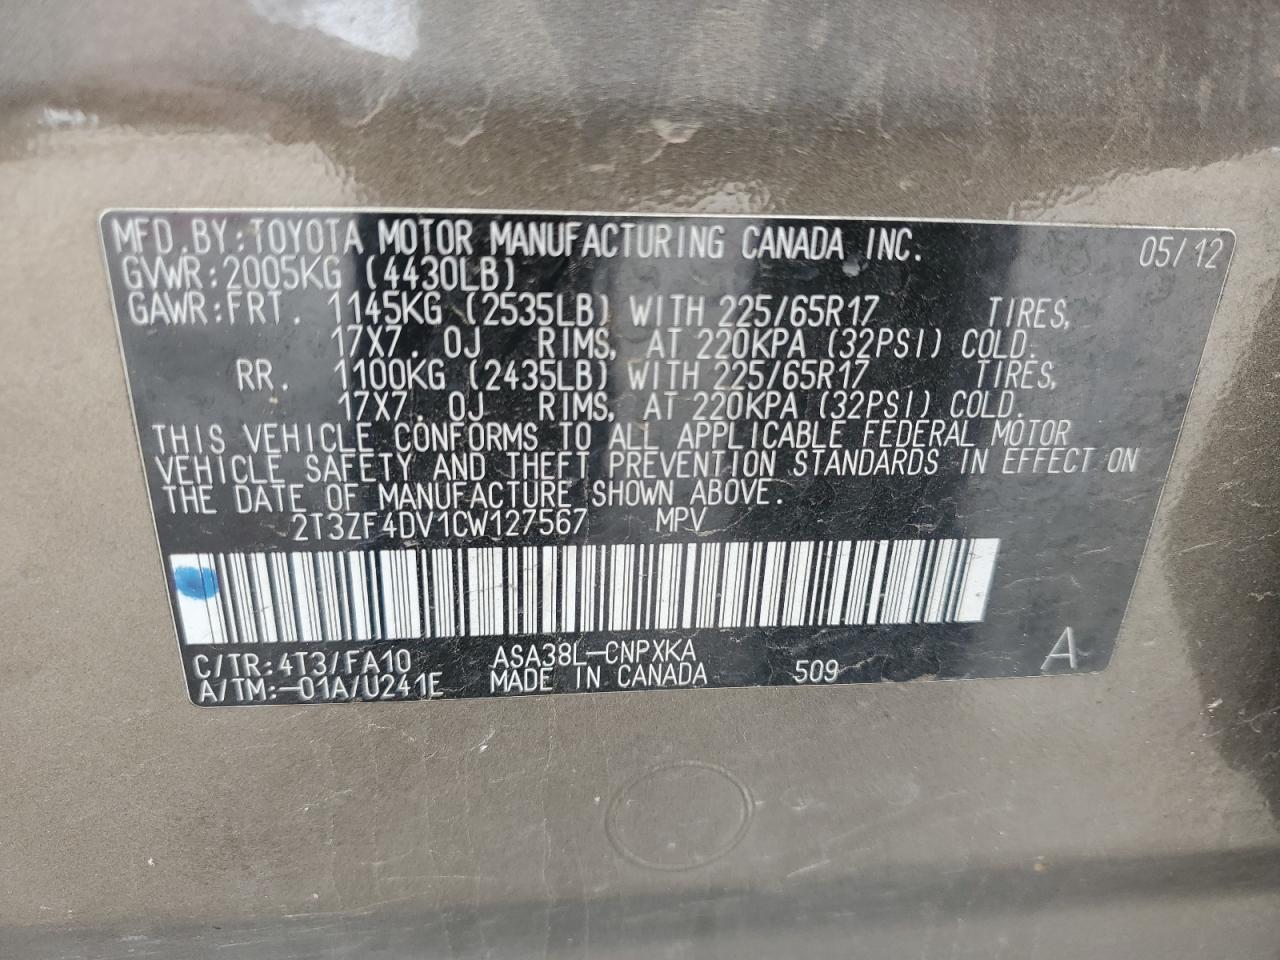 MFD.BY:TOYOTA MOTOR MANUFACTURING CANADA INC. 05/12
GVWR:2005KG (4430LB)
GAWR:FRT. 1145KG (2535LB) WITH 225/65R17 TIRES,
17X7.0J RIMS, AT 220KPA (32PSI) COLD.
RR. 1100KG (2435LB) WITH 225/65R17 TIRES,
17X7.0J RIMS, AT 220KPA (32PSI) COLD.
THIS VEHICLE CONFORMS TO ALL APPLICABLE FEDERAL MOTOR
VEHICLE SAFETY AND THEFT PREVENTION STANDARDS IN EFFECT ON
THE DATE OF MANUFACTURE SHOWN ABOVE.
2T3ZF4DV1CW127567 MPV
C/TR:4T3/FA10 ASA38L-CNPXKA
A/TM:-01A/U241E MADE IN CANADA 509 A